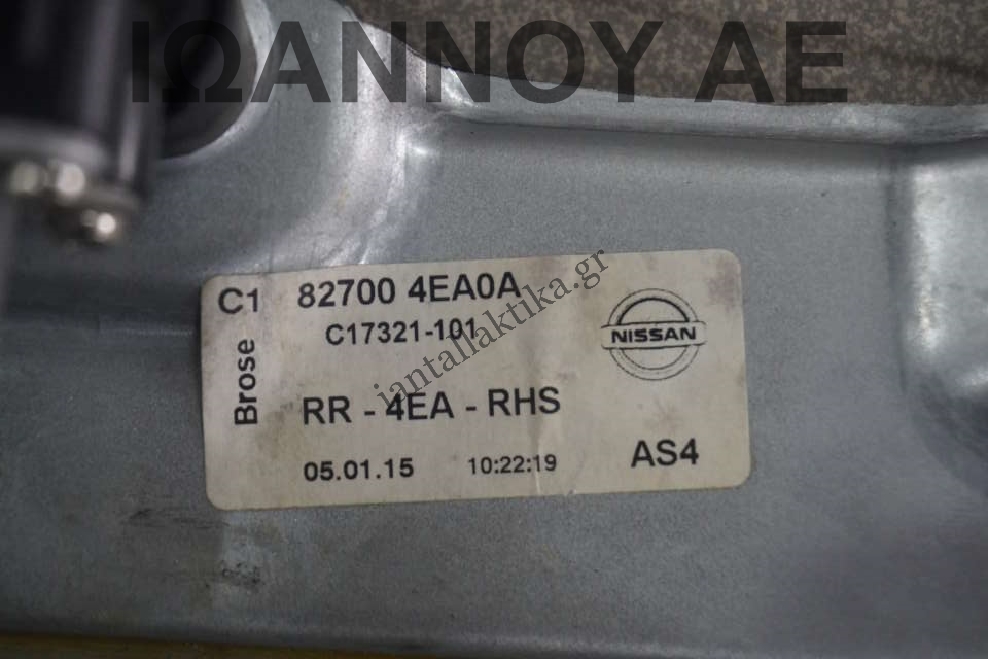 ΙΩΑΝΝΟΥ ΑΕ
C1 82700 4EA0A
C17321-101
NISSAN
Brose
RR - 4EA - RHS
05.01.15 10:22:19 AS4
iantallaktika.gr